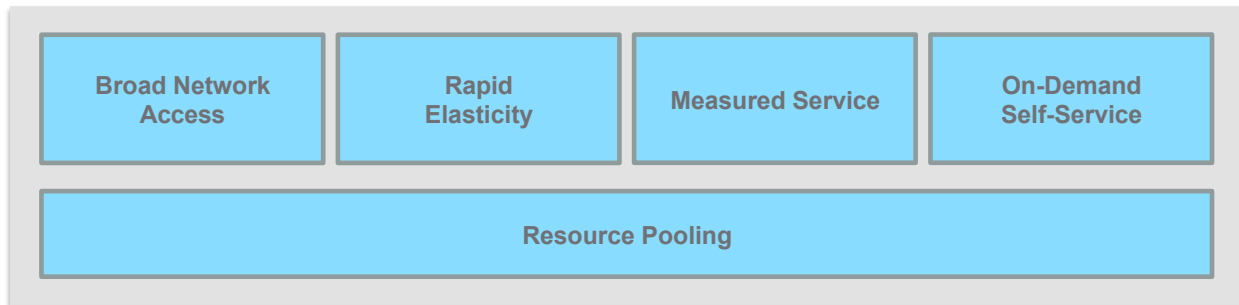 Broad Network
Access
Rapid
Elasticity
Measured Service
On-Demand
Self-Service
Resource Pooling